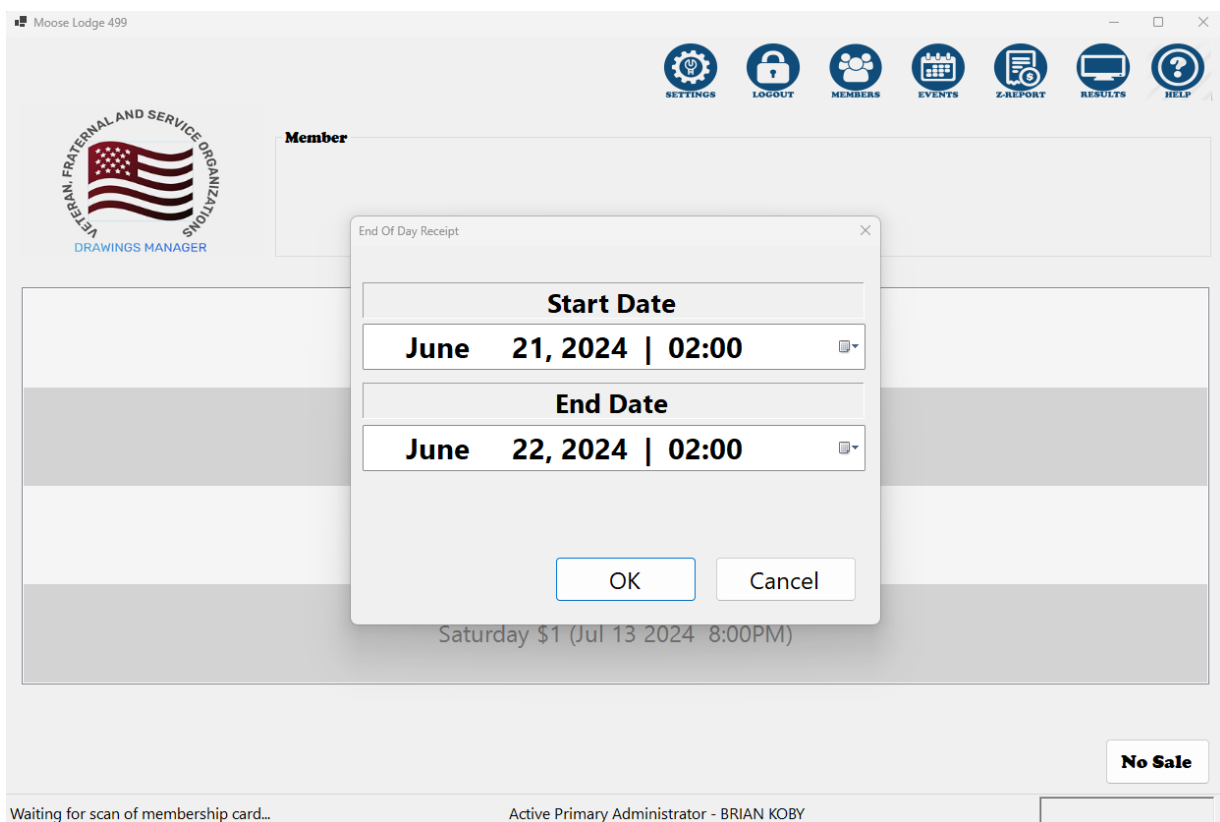 Moose Lodge 499
SETTINGS
LOGOUT
MEMBERS
EVENTS
Z-REPORT
RESULTS
HELP
VETERAN, FRATERNAL AND SERVICE ORGANIZATIONS
DRAWINGS MANAGER
Member
End Of Day Receipt
Start Date
June 21, 2024 | 02:00
End Date
June 22, 2024 | 02:00
OK
Cancel
Saturday $1 (Jul 13 2024 8:00PM)
No Sale
Waiting for scan of membership card...
Active Primary Administrator - BRIAN KOBY